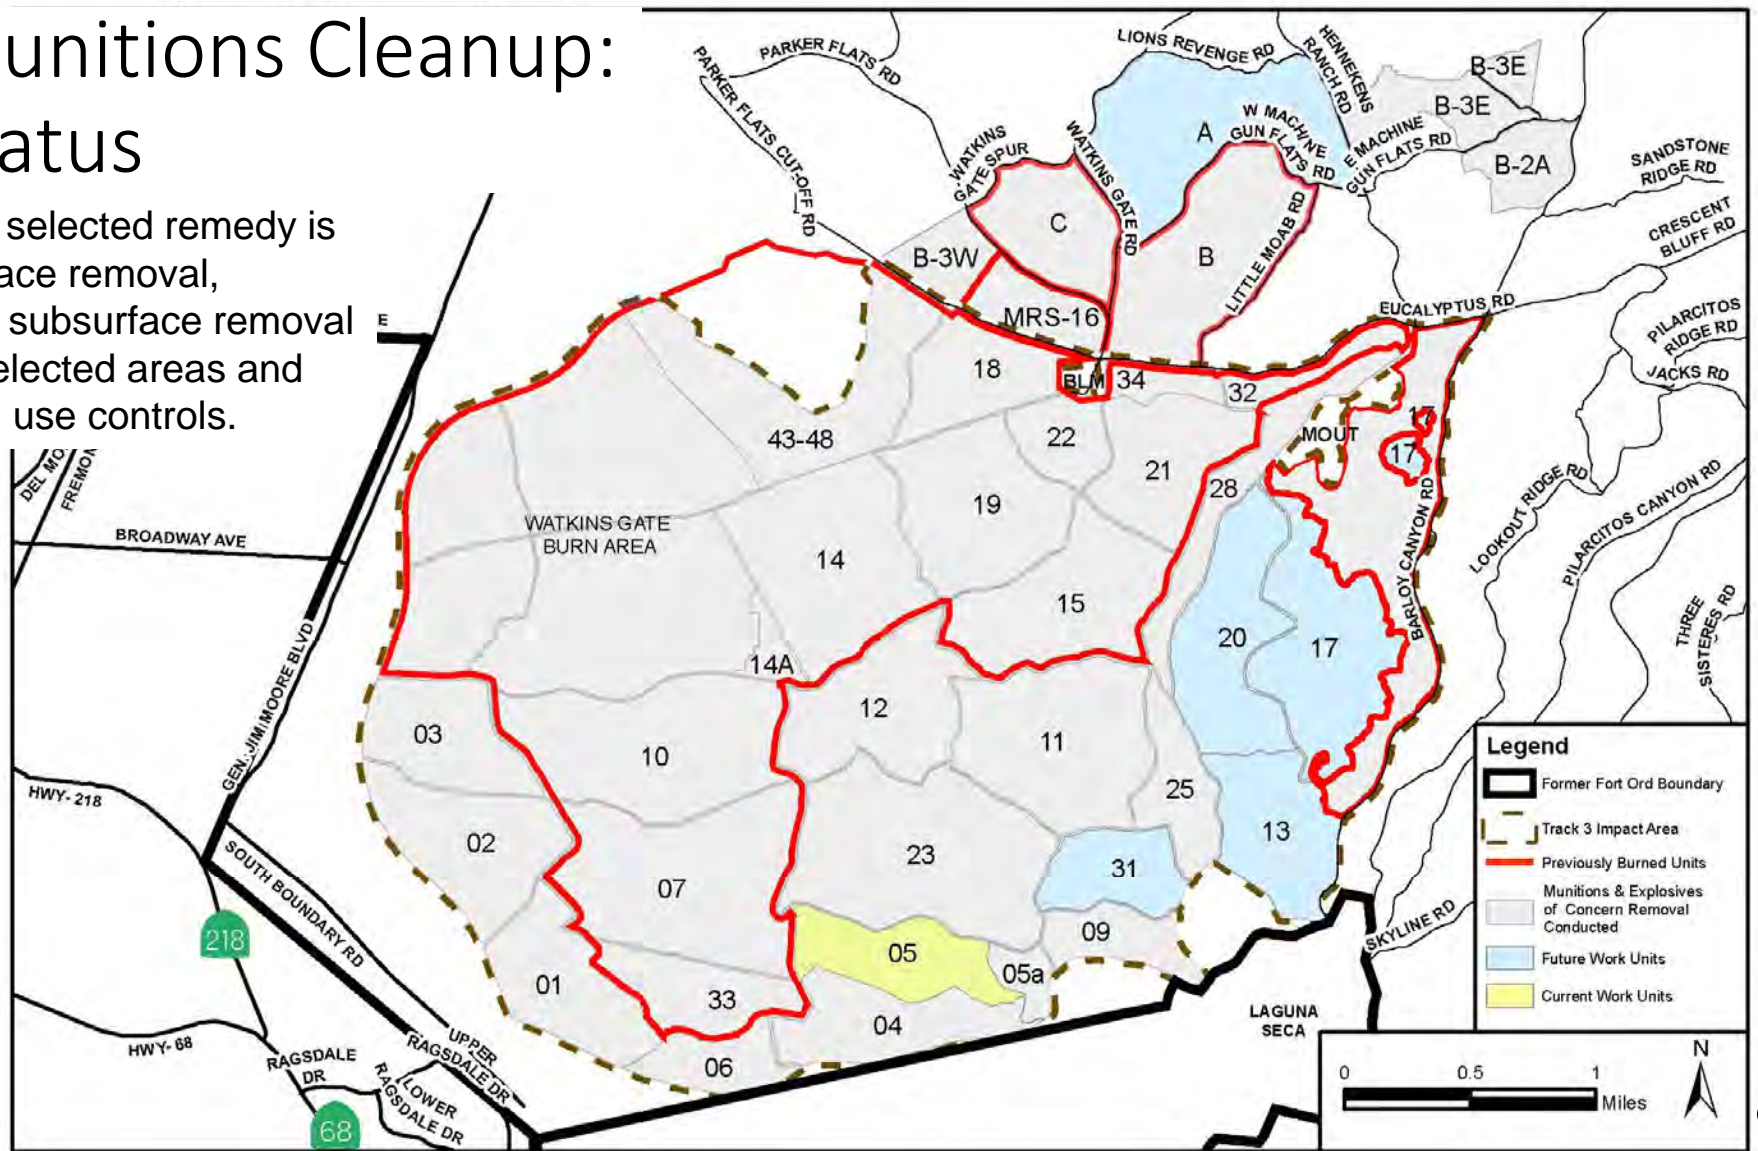 unitions Cleanup:
atus
selected remedy is
ace removal,
subsurface removal
elected areas and
use controls.
E
LIONS REVENGE RD
HENNEKENS
RANCH RD
PARKER FLATS RD
PARKER FLATS CUT-OFF RD
WATKINS
GATE SPUR
WATKINS GATE RD
A
W MACHINE
GUN FLATS RD
E MACHINE
GUN FLATS RD
B-3E
B-3E
B-2A
SANDSTONE
RIDGE RD
CRESCENT
BLUFF RD
C
B-3W
B
LITTLE MOAB RD
MRS-16
EUCALYPTUS RD
PILARCITOS
RIDGE RD
JACKS RD
18
BLM
34
32
43-48
22
MOUT
17
17
21
28
19
DEL MO
FREMON
BROADWAY AVE
WATKINS GATE
BURN AREA
14
15
BARLOY CANYON RD
LOOKOUT RIDGE RD
PILARCITOS CANYON RD
THREE
SISTERES RD
20
17
14A
12
11
03
10
25
GEN. JIM MOORE BLVD
HWY- 218
02
07
23
31
13
SOUTH BOUNDARY RD
218
05
05a
09
SKYLINE RD
01
33
04
06
LAGUNA
SECA
HWY- 68
RAGSDALE
DR
UPPER
RAGSDALE DR
LOWER
RAGSDALE DR
68
Legend
Former Fort Ord Boundary
Track 3 Impact Area
Previously Burned Units
Munitions & Explosives
of Concern Removal
Conducted
Future Work Units
Current Work Units
0 0.5 1
Miles
N